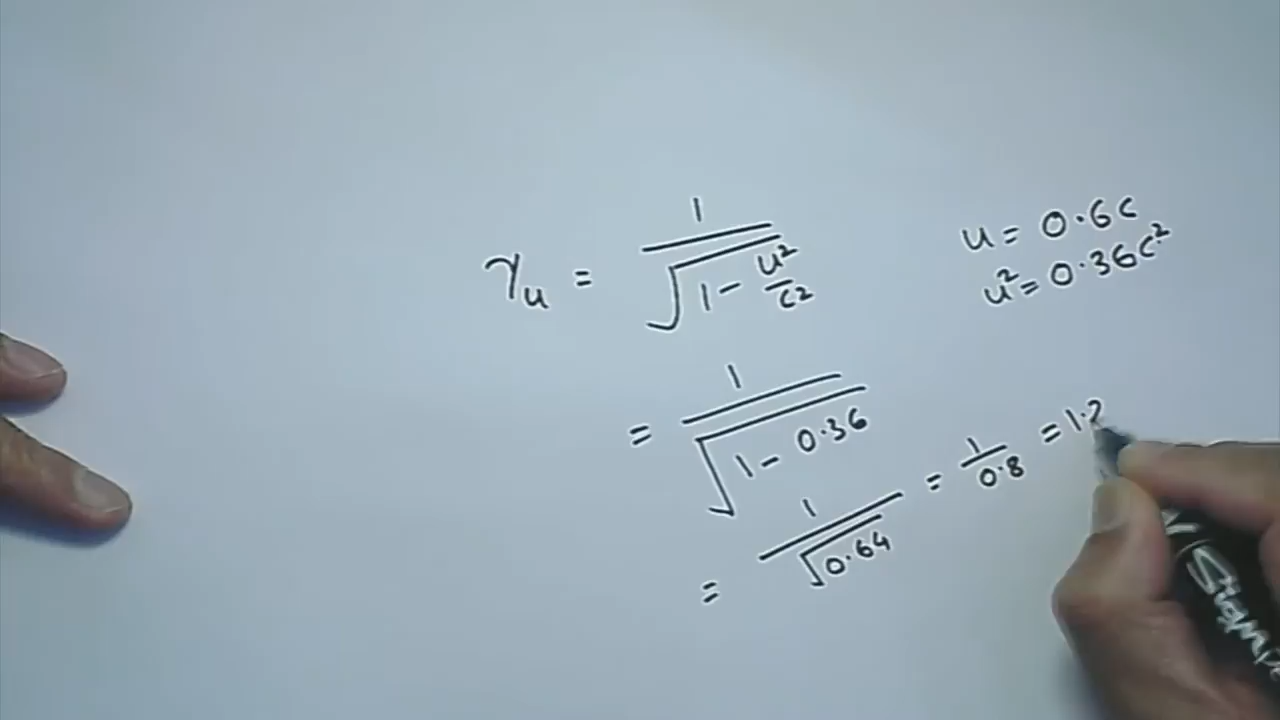 γu = 1/√(1 - u²/c²)
u = 0.6c
u² = 0.36c²
= 1/√(1 - 0.36)
= 1/√0.64 = 1/0.8 = 1.2